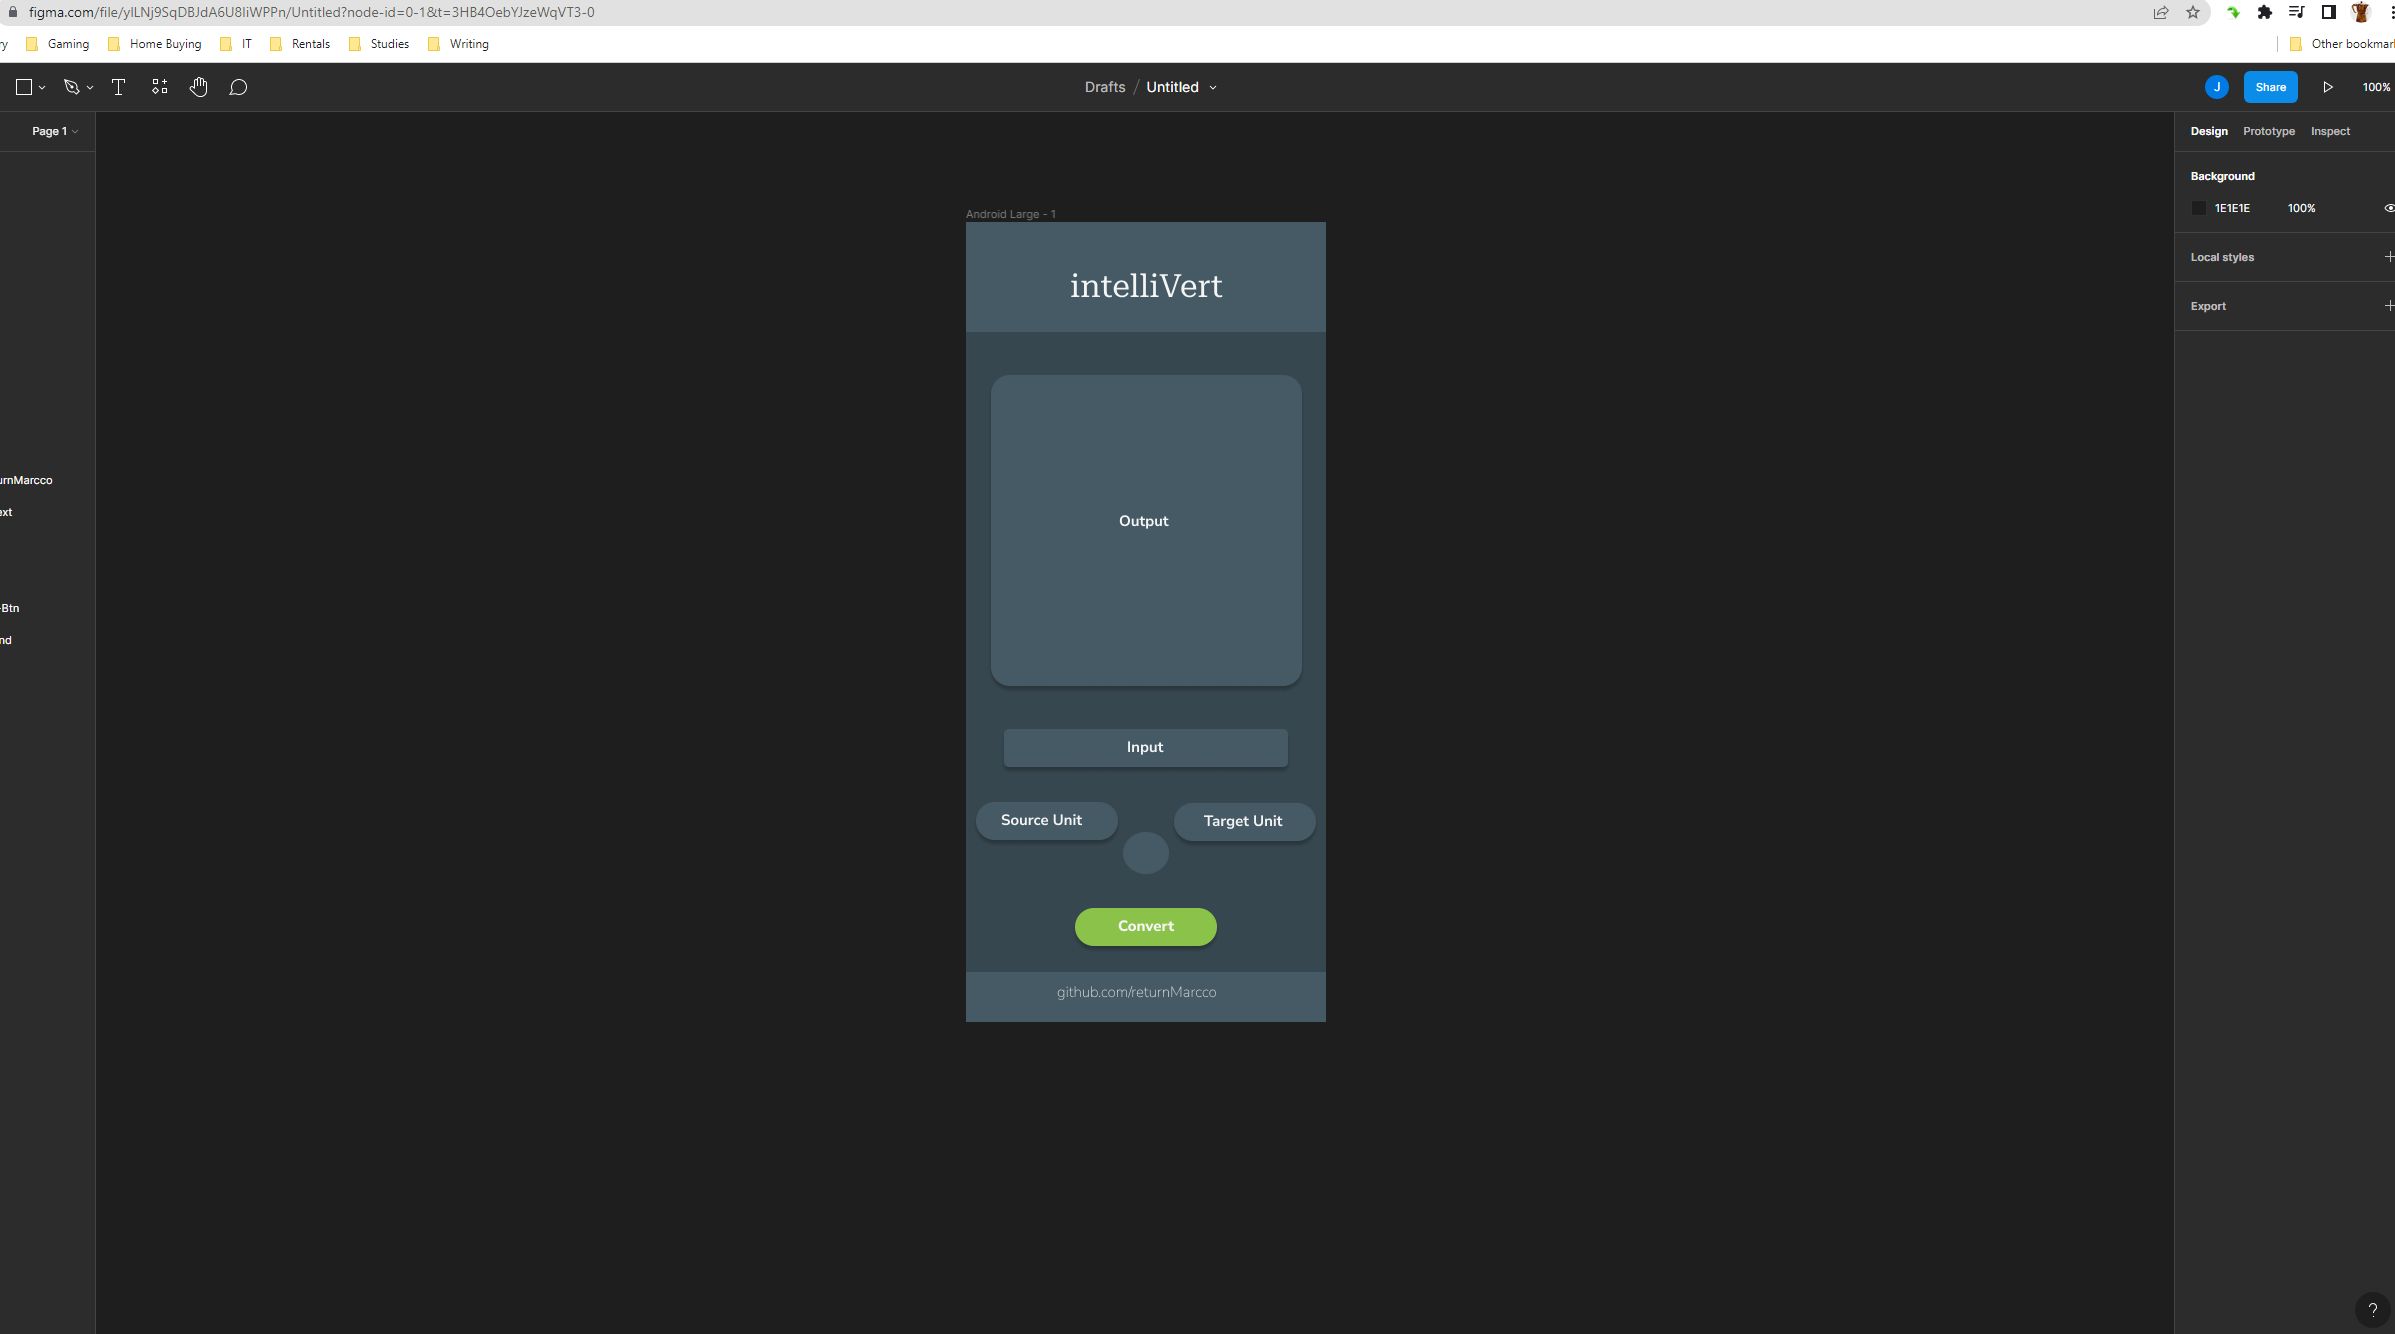 figma.com/file/ylLNj9SqDBJdA6U8IiWPPn/Untitled?node-id=0-1&t=3HB4OebYJzeWqVT3-0
ry Gaming Home Buying IT Rentals Studies Writing Other bookmar
Drafts / Untitled
J Share 100%
Page 1
Design Prototype Inspect
Background
1E1E1E 100%
Local styles
Export
Android Large - 1
intelliVert
urnMarcco
ext
-Btn
nd
Output
Input
Source Unit
Target Unit
Convert
github.com/returnMarcco
?